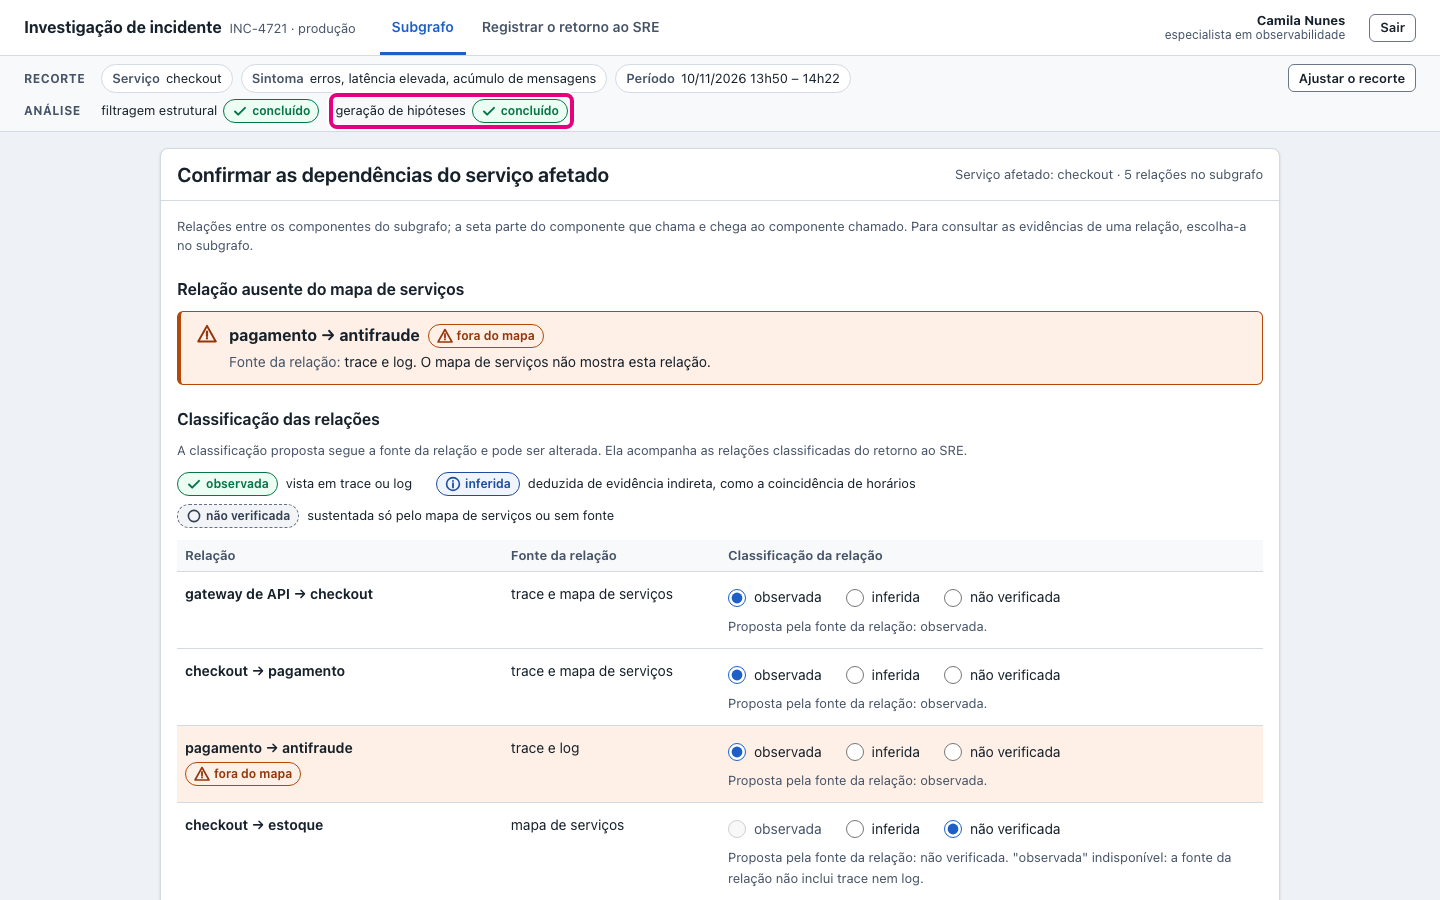 Investigação de incidente INC-4721 · produção Subgrafo Registrar o retorno ao SRE Camila Nunes Sair
especialista em observabilidade
RECORTE Serviço checkout Sintoma erros, latência elevada, acúmulo de mensagens Período 10/11/2026 13h50 – 14h22 Ajustar o recorte
ANÁLISE filtragem estrutural concluído geração de hipóteses concluído
Confirmar as dependências do serviço afetado Serviço afetado: checkout · 5 relações no subgrafo
Relações entre os componentes do subgrafo; a seta parte do componente que chama e chega ao componente chamado. Para consultar as evidências de uma relação, escolha-a
no subgrafo.
Relação ausente do mapa de serviços
pagamento → antifraude fora do mapa
Fonte da relação: trace e log. O mapa de serviços não mostra esta relação.
Classificação das relações
A classificação proposta segue a fonte da relação e pode ser alterada. Ela acompanha as relações classificadas do retorno ao SRE.
observada vista em trace ou log inferida deduzida de evidência indireta, como a coincidência de horários
não verificada sustentada só pelo mapa de serviços ou sem fonte
Relação Fonte da relação Classificação da relação
gateway de API → checkout trace e mapa de serviços observada inferida não verificada
Proposta pela fonte da relação: observada.
checkout → pagamento trace e mapa de serviços observada inferida não verificada
Proposta pela fonte da relação: observada.
pagamento → antifraude trace e log observada inferida não verificada
fora do mapa Proposta pela fonte da relação: observada.
checkout → estoque mapa de serviços observada inferida não verificada
Proposta pela fonte da relação: não verificada. "observada" indisponível: a fonte da
relação não inclui trace nem log.